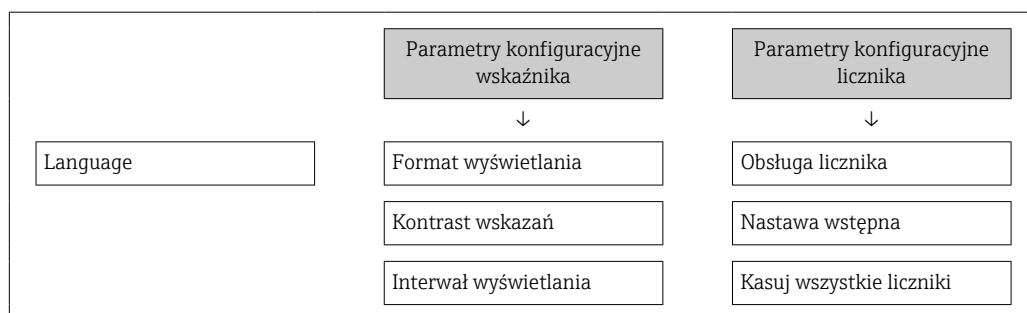 Parametry konfiguracyjne
wskaźnika
Parametry konfiguracyjne
licznika
↓
↓
Language
Format wyświetlania
Obsługa licznika
Kontrast wskazań
Nastawa wstępna
Interwał wyświetlania
Kasuj wszystkie liczniki